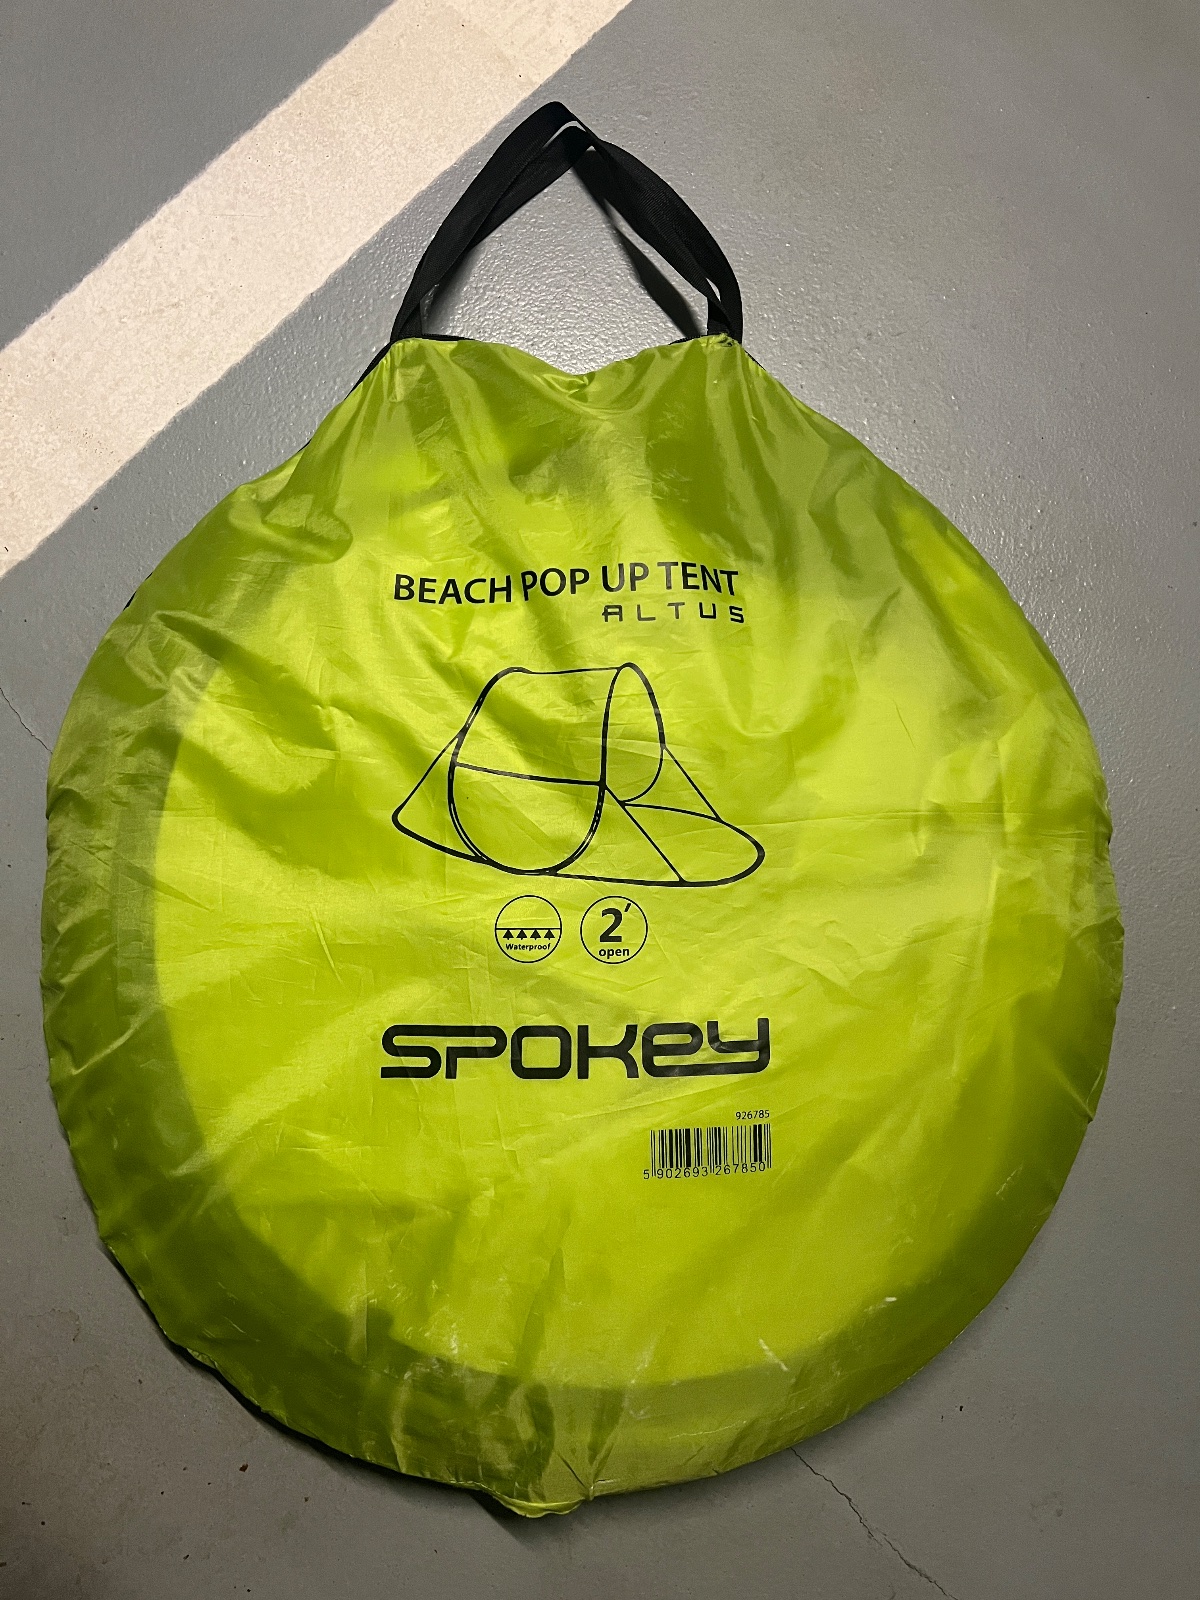 BEACH POP UP TENT
ALTUS
Waterproof
2'
open
SPOKEY
926785
5 902693 267850